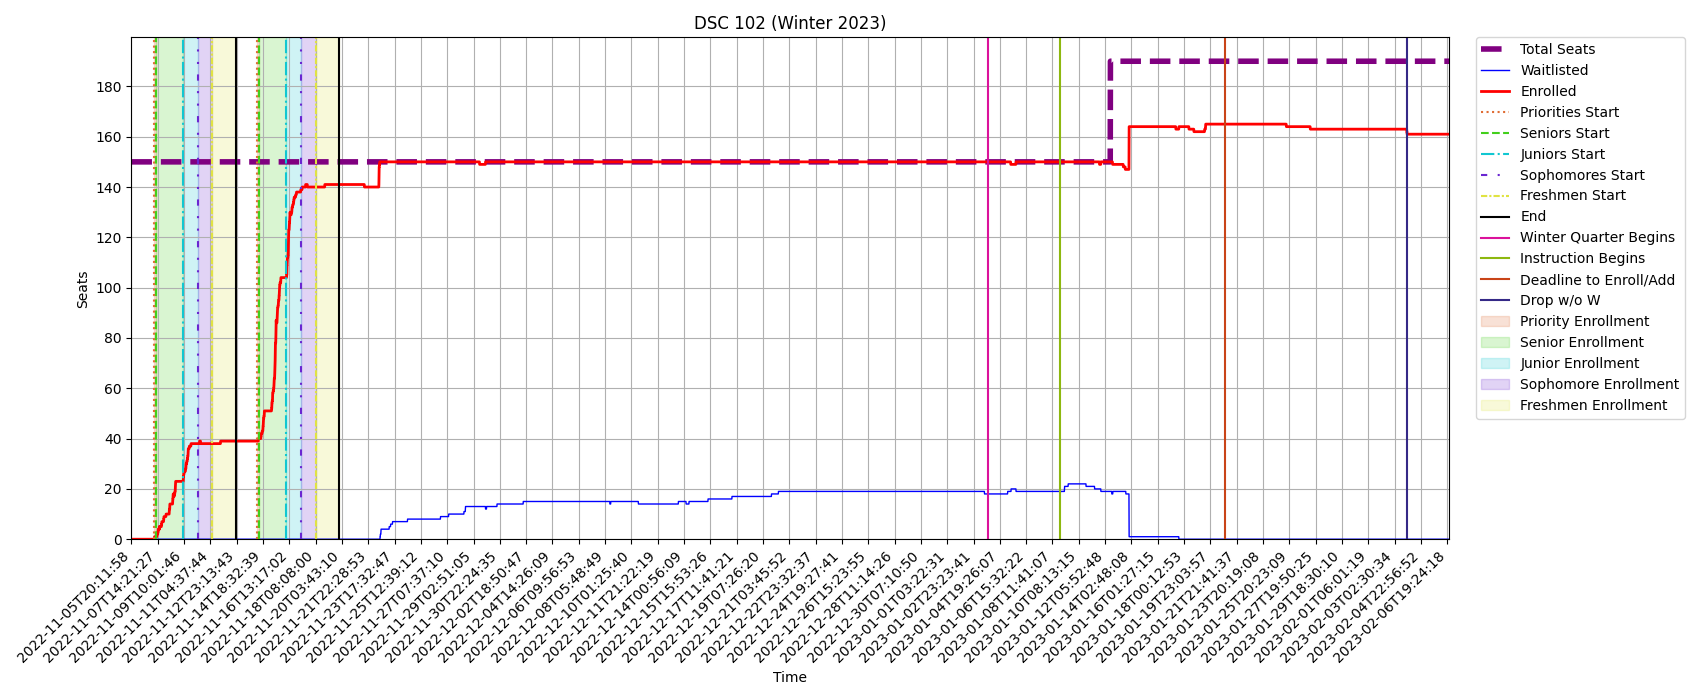 DSC 102 (Winter 2023)
Seats
180
160
140
120
100
80
60
40
20
0
2022-11-05T20:11:58
2022-11-07T14:21:27
2022-11-09T10:01:46
2022-11-11T04:37:44
2022-11-12T23:13:43
2022-11-14T18:32:39
2022-11-16T13:17:02
2022-11-18T08:08:00
2022-11-20T03:43:10
2022-11-21T22:28:53
2022-11-23T17:32:47
2022-11-25T12:39:12
2022-11-27T07:37:10
2022-11-29T02:51:05
2022-11-30T22:24:35
2022-12-02T18:50:47
2022-12-04T14:26:09
2022-12-06T09:56:53
2022-12-08T05:48:49
2022-12-10T01:25:40
2022-12-11T21:22:19
2022-12-14T00:56:09
2022-12-15T15:53:26
2022-12-17T11:41:21
2022-12-19T07:26:20
2022-12-21T03:45:52
2022-12-22T23:32:37
2022-12-24T19:27:41
2022-12-26T15:23:55
2022-12-28T11:14:26
2022-12-30T07:10:50
2023-01-01T03:22:31
2023-01-02T23:23:41
2023-01-04T19:26:07
2023-01-06T15:32:22
2023-01-08T11:41:07
2023-01-10T08:13:15
2023-01-12T05:52:48
2023-01-14T02:48:08
2023-01-16T01:27:15
2023-01-18T00:12:53
2023-01-19T23:03:57
2023-01-21T21:41:37
2023-01-23T20:19:08
2023-01-25T20:23:09
2023-01-27T19:50:25
2023-01-29T18:30:10
2023-02-01T06:01:19
2023-02-03T02:30:34
2023-02-04T22:56:52
2023-02-06T19:24:18
Time
Total Seats
Waitlisted
Enrolled
Priorities Start
Seniors Start
Juniors Start
Sophomores Start
Freshmen Start
End
Winter Quarter Begins
Instruction Begins
Deadline to Enroll/Add
Drop w/o W
Priority Enrollment
Senior Enrollment
Junior Enrollment
Sophomore Enrollment
Freshmen Enrollment